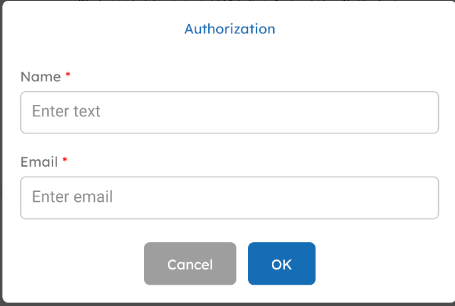 Authorization
Name *
Enter text
Email *
Enter email
Cancel OK